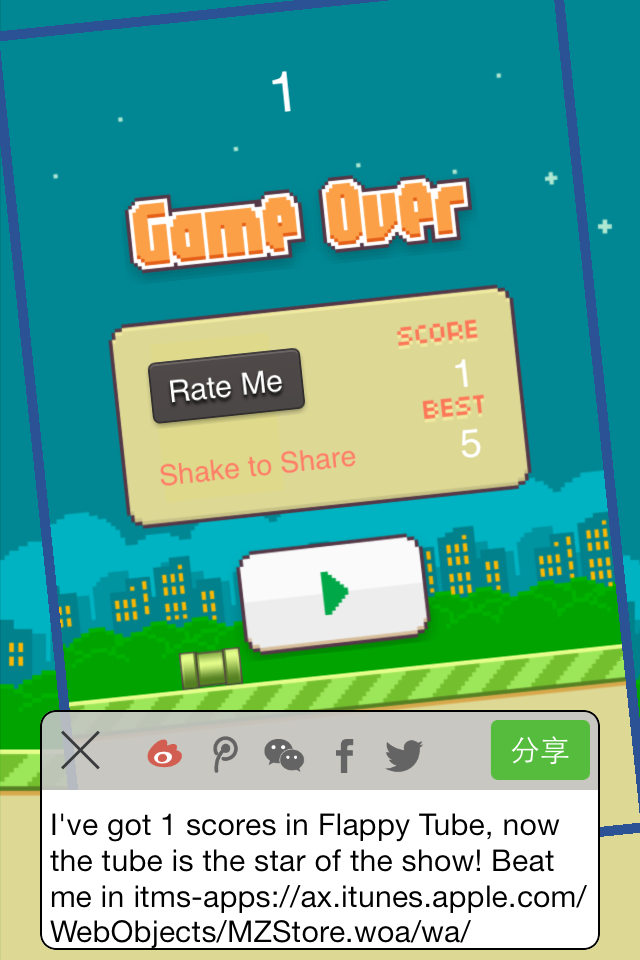 1
Game Over
SCORE
Rate Me
1
BEST
5
Shake to Share
分享
I've got 1 scores in Flappy Tube, now
the tube is the star of the show! Beat
me in itms-apps://ax.itunes.apple.com/
WebObjects/MZStore.woa/wa/